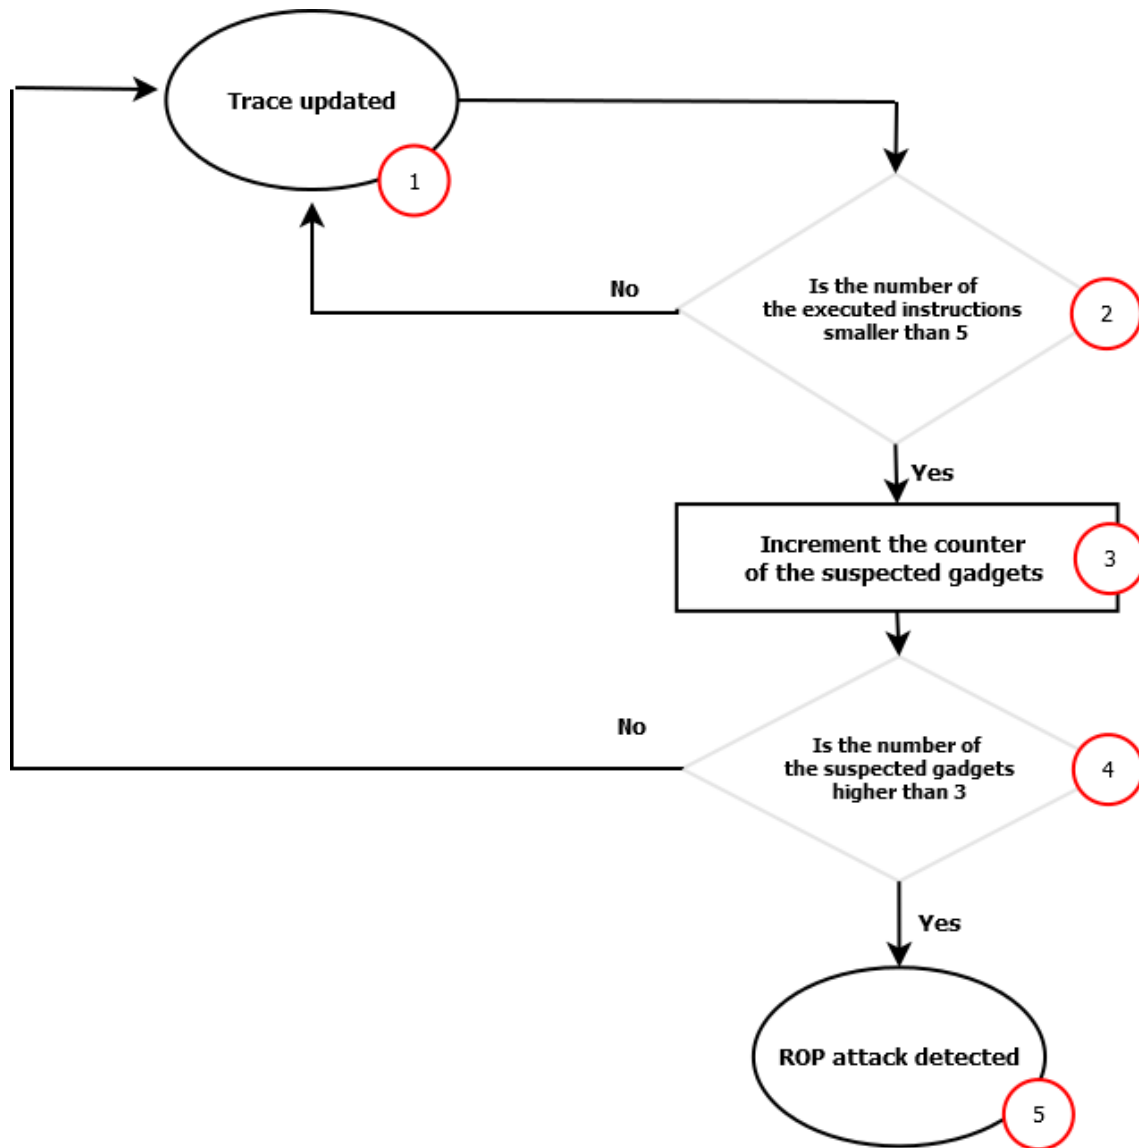 Trace updated
1
Is the number of
the executed instructions
smaller than 5
2
No
Yes
Increment the counter
of the suspected gadgets
3
No
Is the number of
the suspected gadgets
higher than 3
4
Yes
ROP attack detected
5